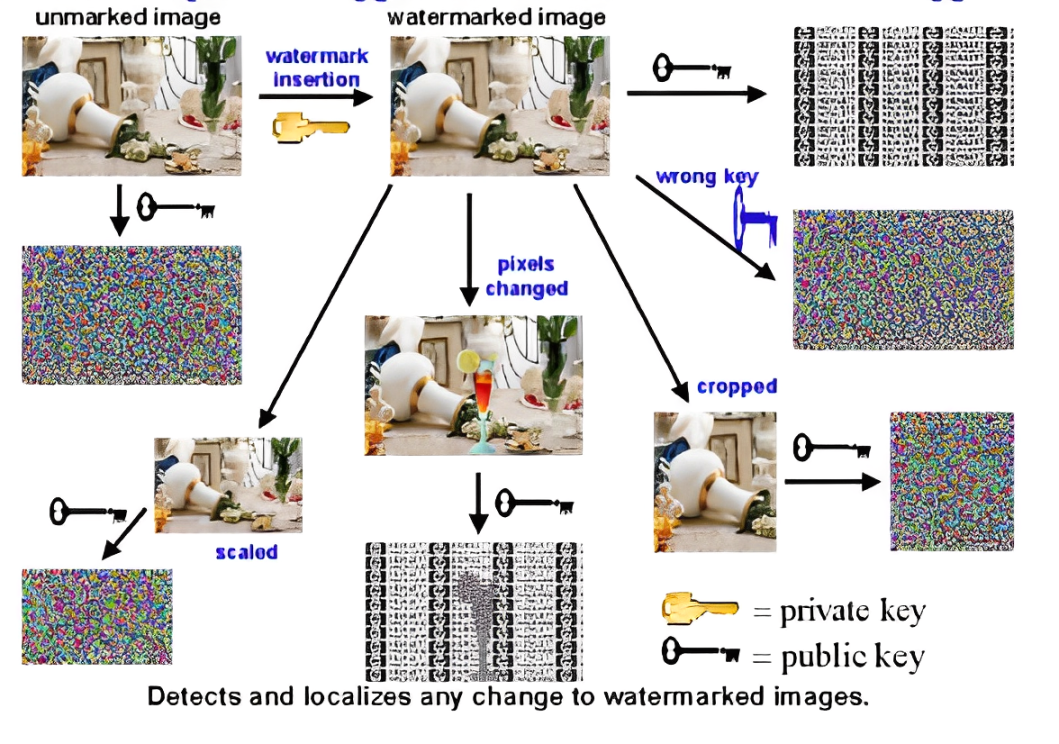 unmarked image
watermarked image
watermark
insertion
wrong key
pixels
changed
cropped
scaled
= private key
= public key
Detects and localizes any change to watermarked images.